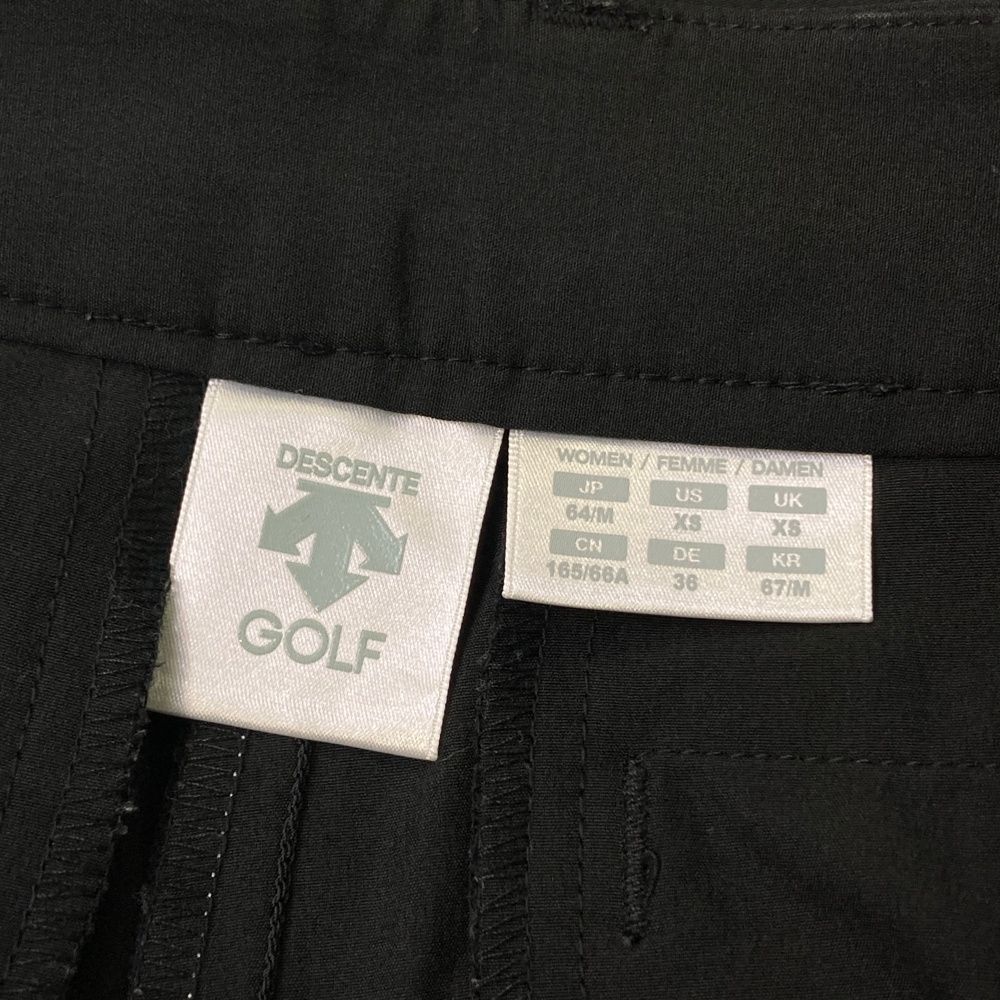 DESCENTE
GOLF
WOMEN / FEMME / DAMEN
JP US UK
64/M XS XS
CN DE KR
165/66A 36 67/M